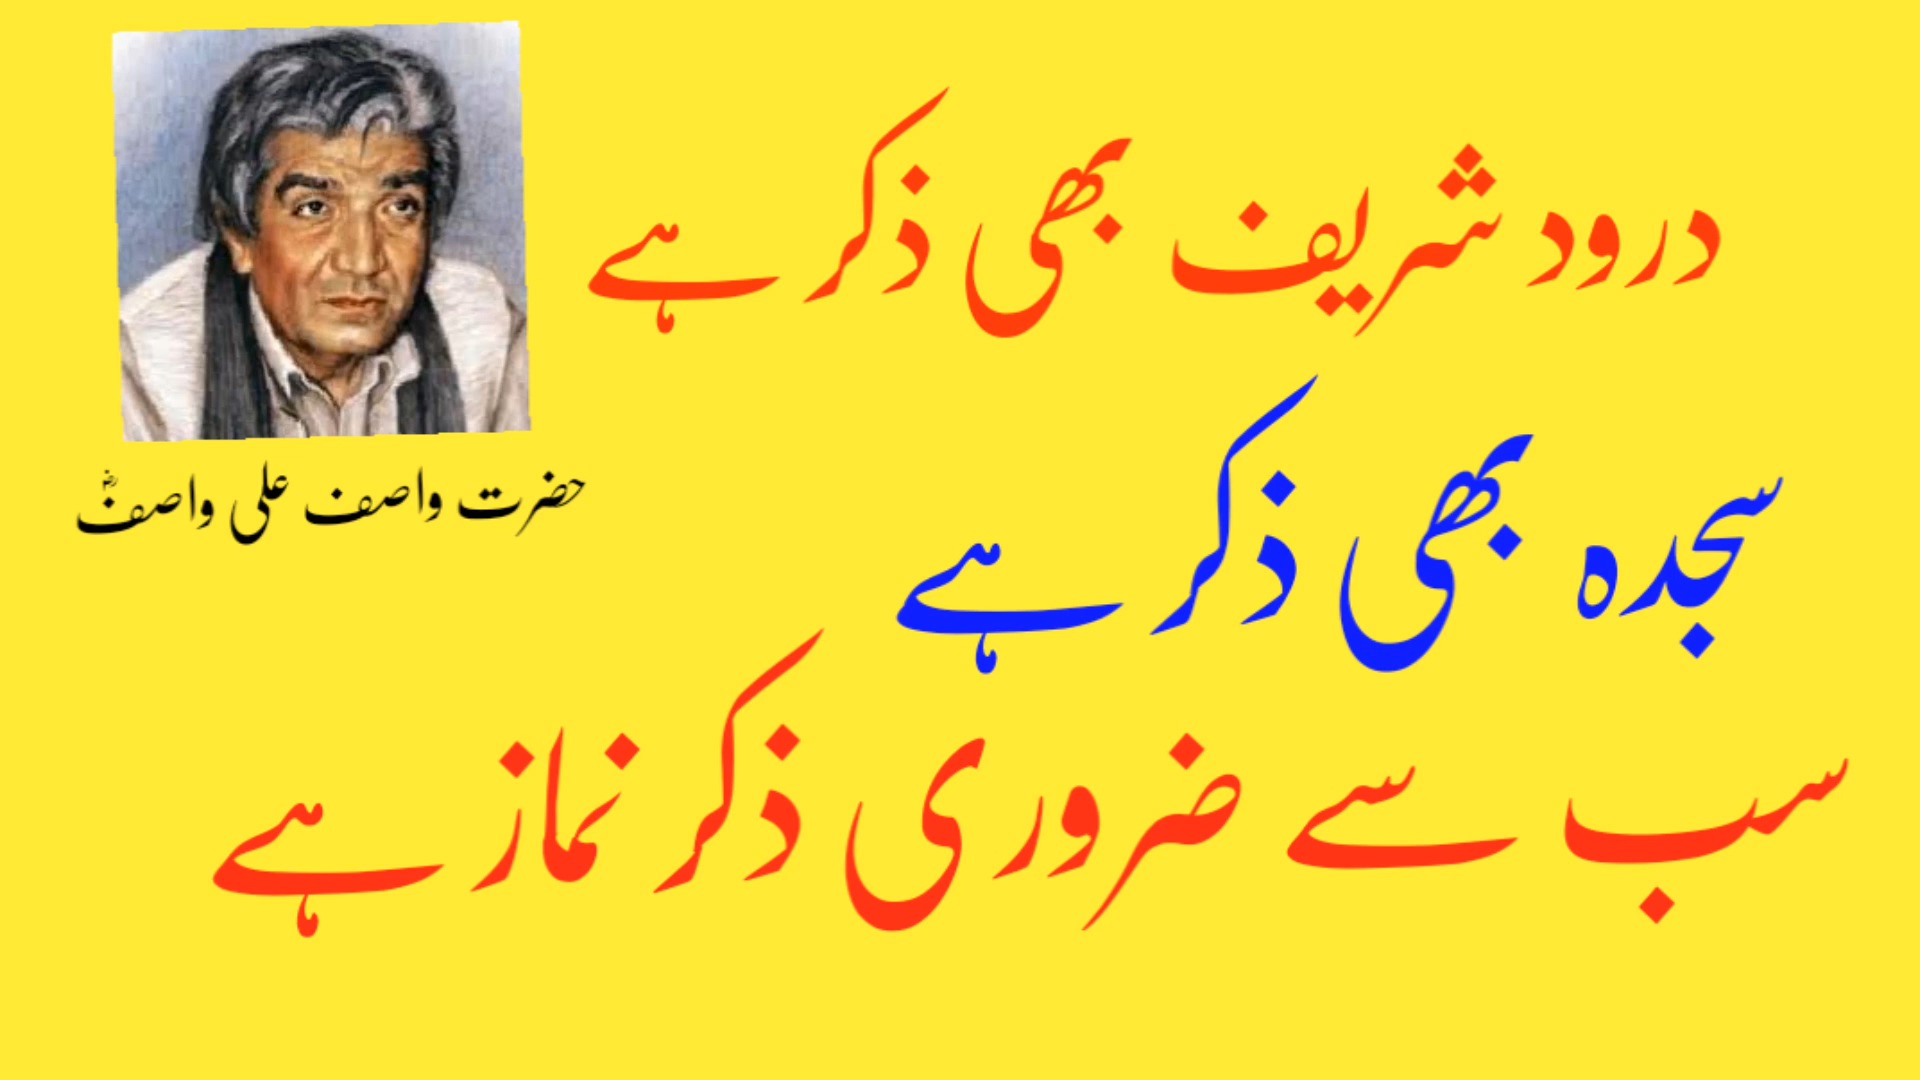 درود شریف بھی ذکر ہے
سجدہ بھی ذکر ہے
سب سے ضروری ذکر نماز ہے
حضرت واصف علی واصفؒ